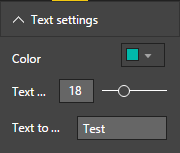 Text settings
Color
Text ... 18
Text to ... Test